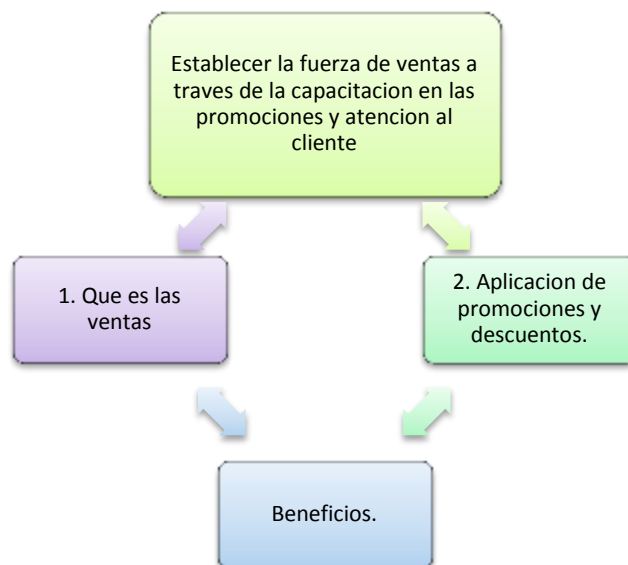 Establecer la fuerza de ventas a
traves de la capacitacion en las
promociones y atencion al
cliente
1. Que es las
ventas
2. Aplicacion de
promociones y
descuentos.
Beneficios.